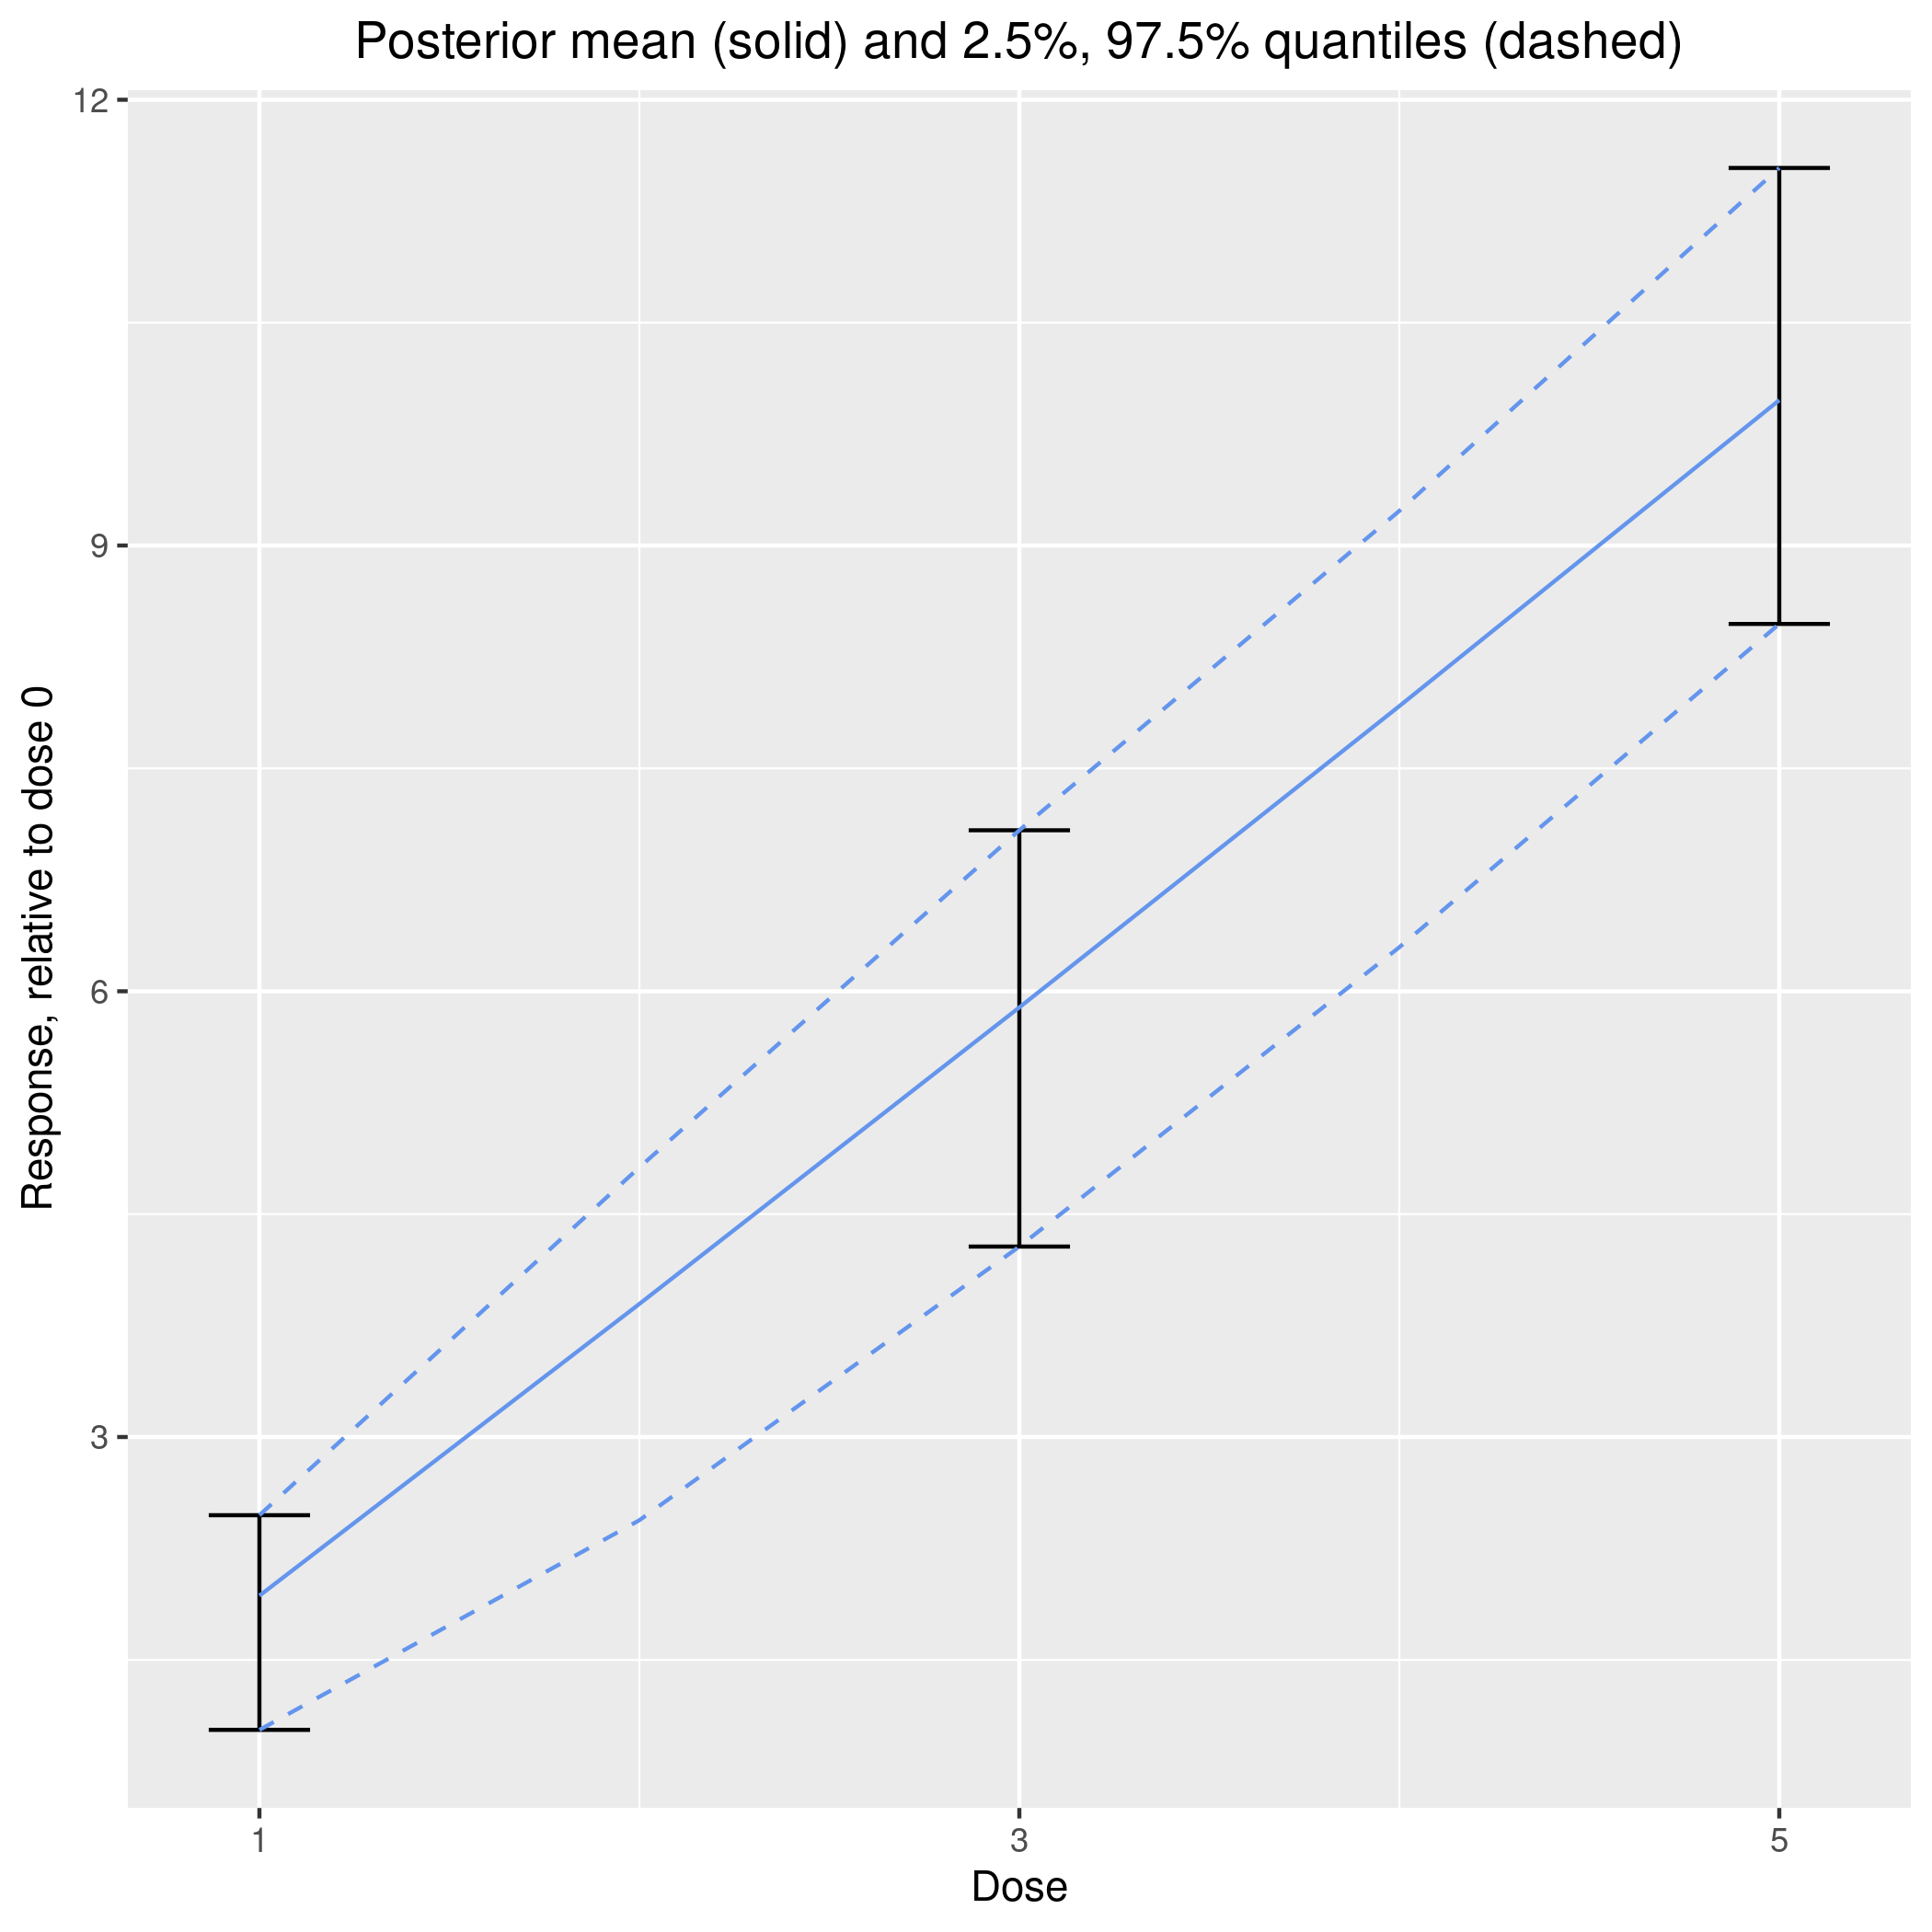 Posterior mean (solid) and 2.5%, 97.5% quantiles (dashed)
12
9
6
3
Response, relative to dose 0
1
3
5
Dose